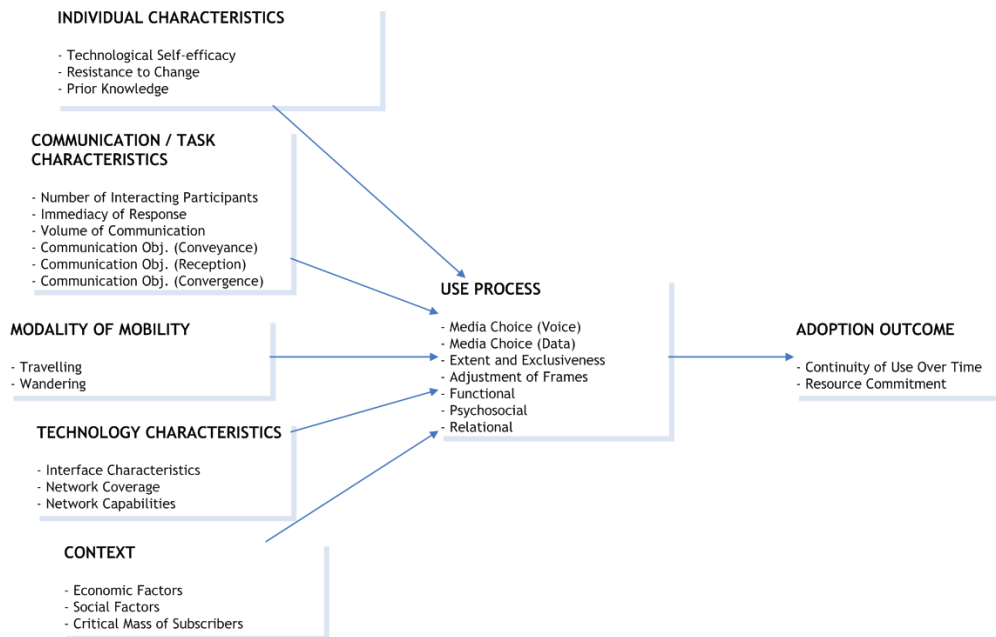 INDIVIDUAL CHARACTERISTICS
- Technological Self-efficacy
- Resistance to Change
- Prior Knowledge
COMMUNICATION / TASK
CHARACTERISTICS
- Number of Interacting Participants
- Immediacy of Response
- Volume of Communication
- Communication Obj. (Conveyance)
- Communication Obj. (Reception)
- Communication Obj. (Convergence)
MODALITY OF MOBILITY
- Travelling
- Wandering
TECHNOLOGY CHARACTERISTICS
- Interface Characteristics
- Network Coverage
- Network Capabilities
CONTEXT
- Economic Factors
- Social Factors
- Critical Mass of Subscribers
USE PROCESS
- Media Choice (Voice)
- Media Choice (Data)
- Extent and Exclusiveness
- Adjustment of Frames
- Functional
- Psychosocial
- Relational
ADOPTION OUTCOME
- Continuity of Use Over Time
- Resource Commitment